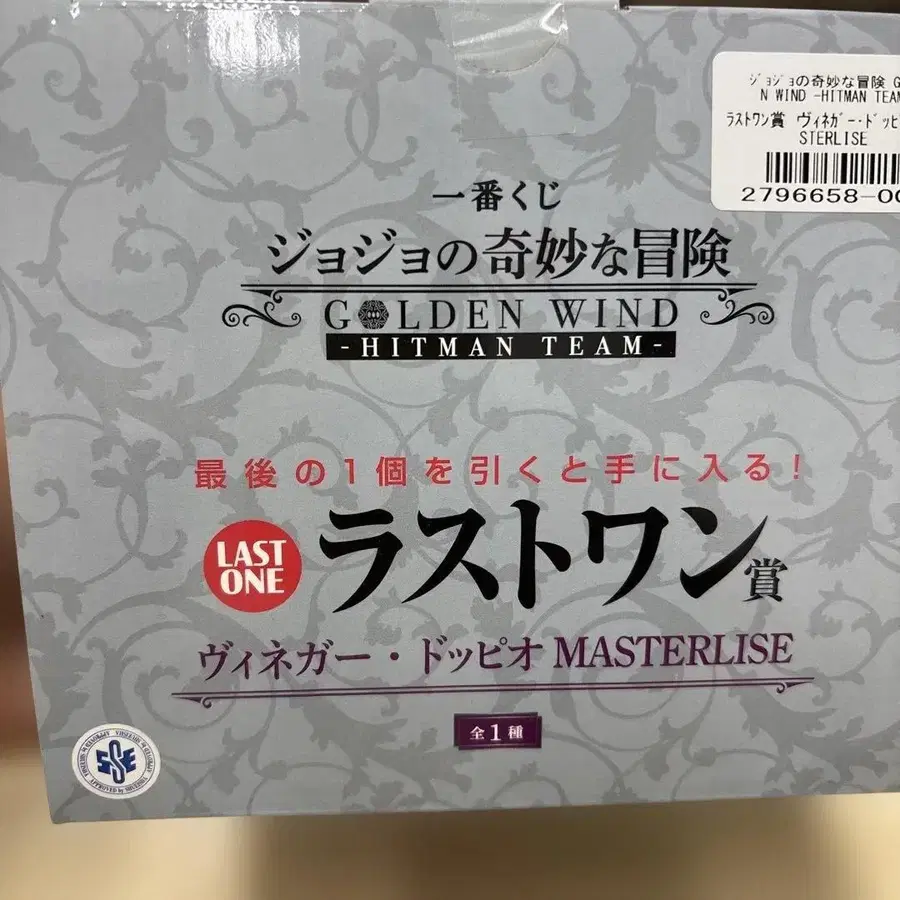 ジョジョの奇妙な冒険 G
N WIND -HITMAN TEAM
ラストワン賞 ヴィネガー・ドッピ
STERLISE
2796658-00
一番くじ
ジョジョの奇妙な冒険
GOLDEN WIND
-HITMAN TEAM-
最後の1個を引くと手に入る!
LAST
ONE
ラストワン賞
ヴィネガー・ドッピオ MASTERLISE
全1種